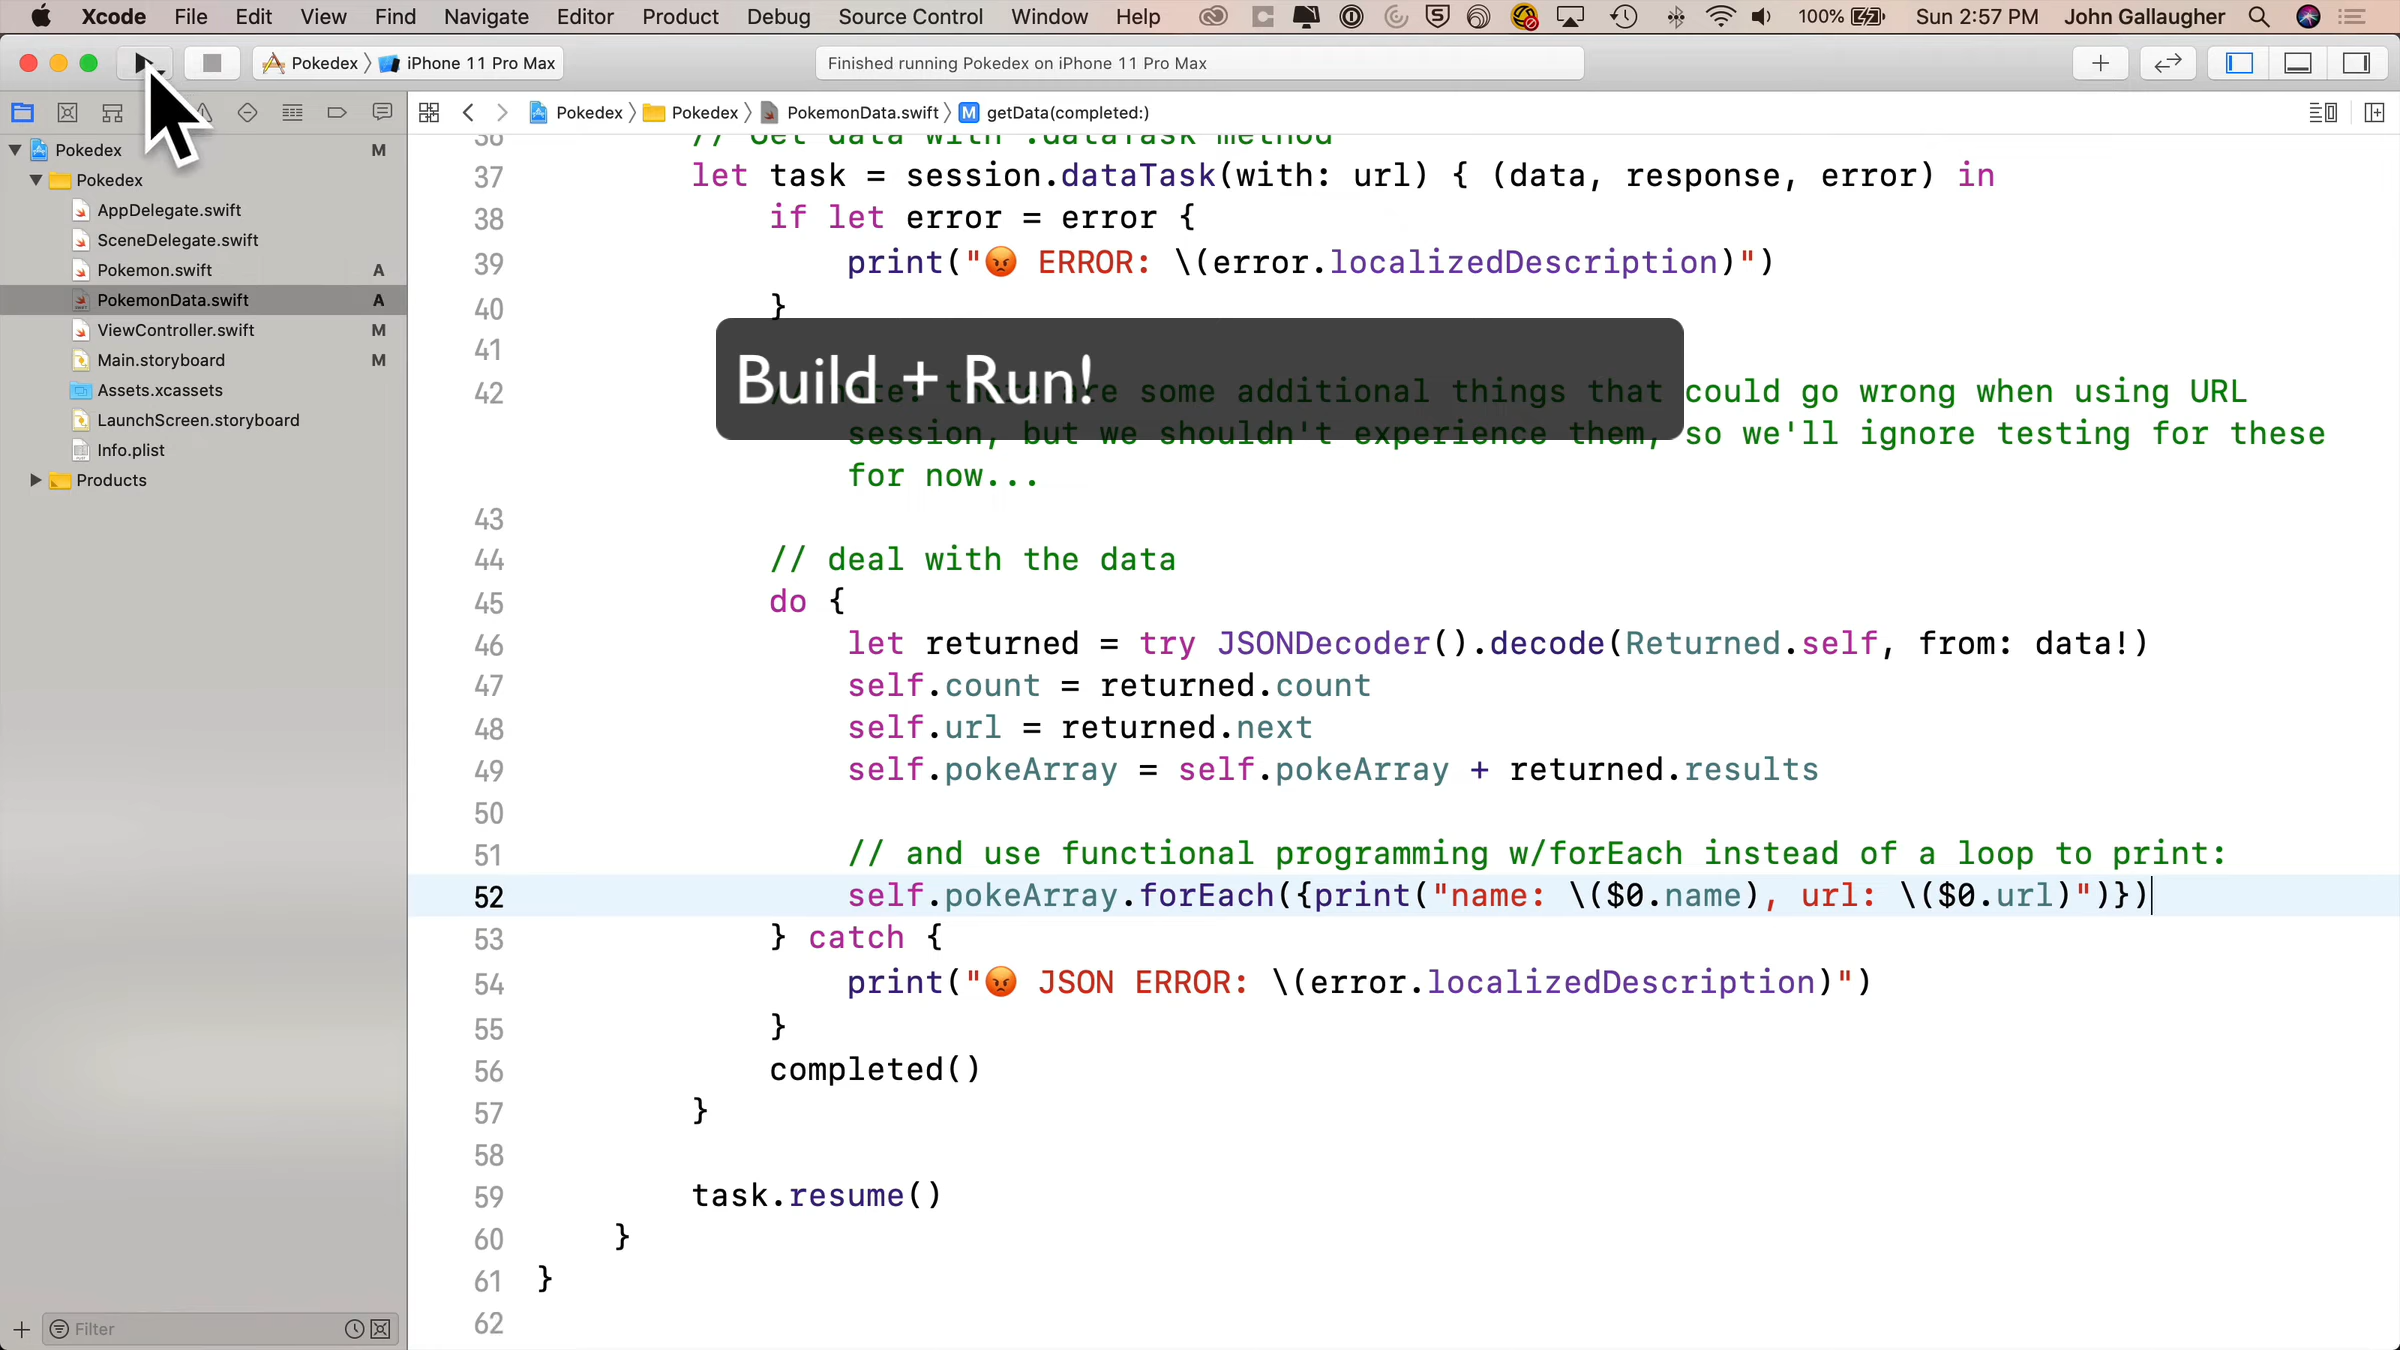 Xcode File Edit View Find Navigate Editor Product Debug Source Control Window Help 100% Sun 2:57 PM John Gallaugher
Pokedex iPhone 11 Pro Max Finished running Pokedex on iPhone 11 Pro Max
Pokedex Pokedex PokemonData.swift M getData(completed:)
Pokedex M
Pokedex
AppDelegate.swift
SceneDelegate.swift
Pokemon.swift A
PokemonData.swift A
ViewController.swift M
Main.storyboard M
Assets.xcassets
LaunchScreen.storyboard
Info.plist
Products
Filter
36 // Get data with .dataTask method
37 let task = session.dataTask(with: url) { (data, response, error) in
38 if let error = error {
39 print("😡 ERROR: \(error.localizedDescription)")
40 }
41
Build + Run!
42 some additional things that could go wrong when using URL
session, but we shouldn't experience them, so we'll ignore testing for these
for now...
43
44 // deal with the data
45 do {
46 let returned = try JSONDecoder().decode(Returned.self, from: data!)
47 self.count = returned.count
48 self.url = returned.next
49 self.pokeArray = self.pokeArray + returned.results
50
51 // and use functional programming w/forEach instead of a loop to print:
52 self.pokeArray.forEach({print("name: \($0.name), url: \($0.url)")})
53 } catch {
54 print("😡 JSON ERROR: \(error.localizedDescription)")
55 }
56 completed()
57 }
58
59 task.resume()
60 }
61 }
62